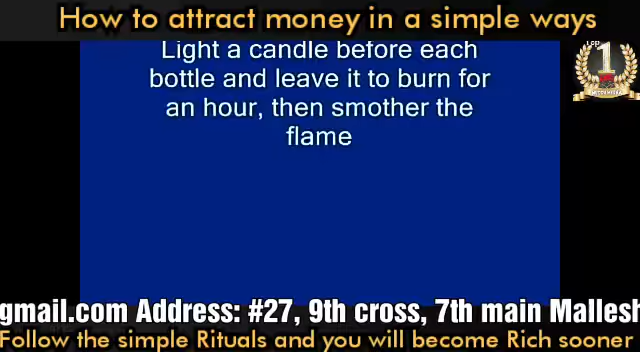 How to attract money in a simple ways
Light a candle before each
bottle and leave it to burn for
an hour, then smother the
flame
1
gmail.com Address: #27, 9th cross, 7th main Mallesh
Follow the simple Rituals and you will become Rich sooner